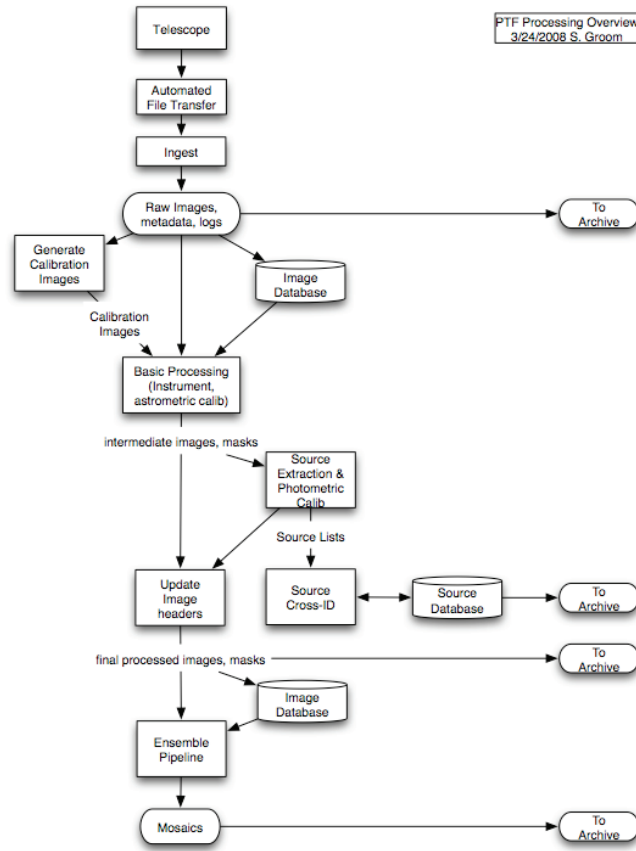 Telescope
PTF Processing Overview
3/24/2008 S. Groom
Automated
File Transfer
Ingest
Raw Images,
metadata, logs
To
Archive
Generate
Calibration
Images
Image
Database
Calibration
Images
Basic Processing
(Instrument,
astrometric calib)
intermediate images, masks
Source
Extraction &
Photometric
Calib
Source Lists
Update
Image
headers
Source
Cross-ID
Source
Database
To
Archive
final processed images, masks
To
Archive
Image
Database
Ensemble
Pipeline
Mosaics
To
Archive